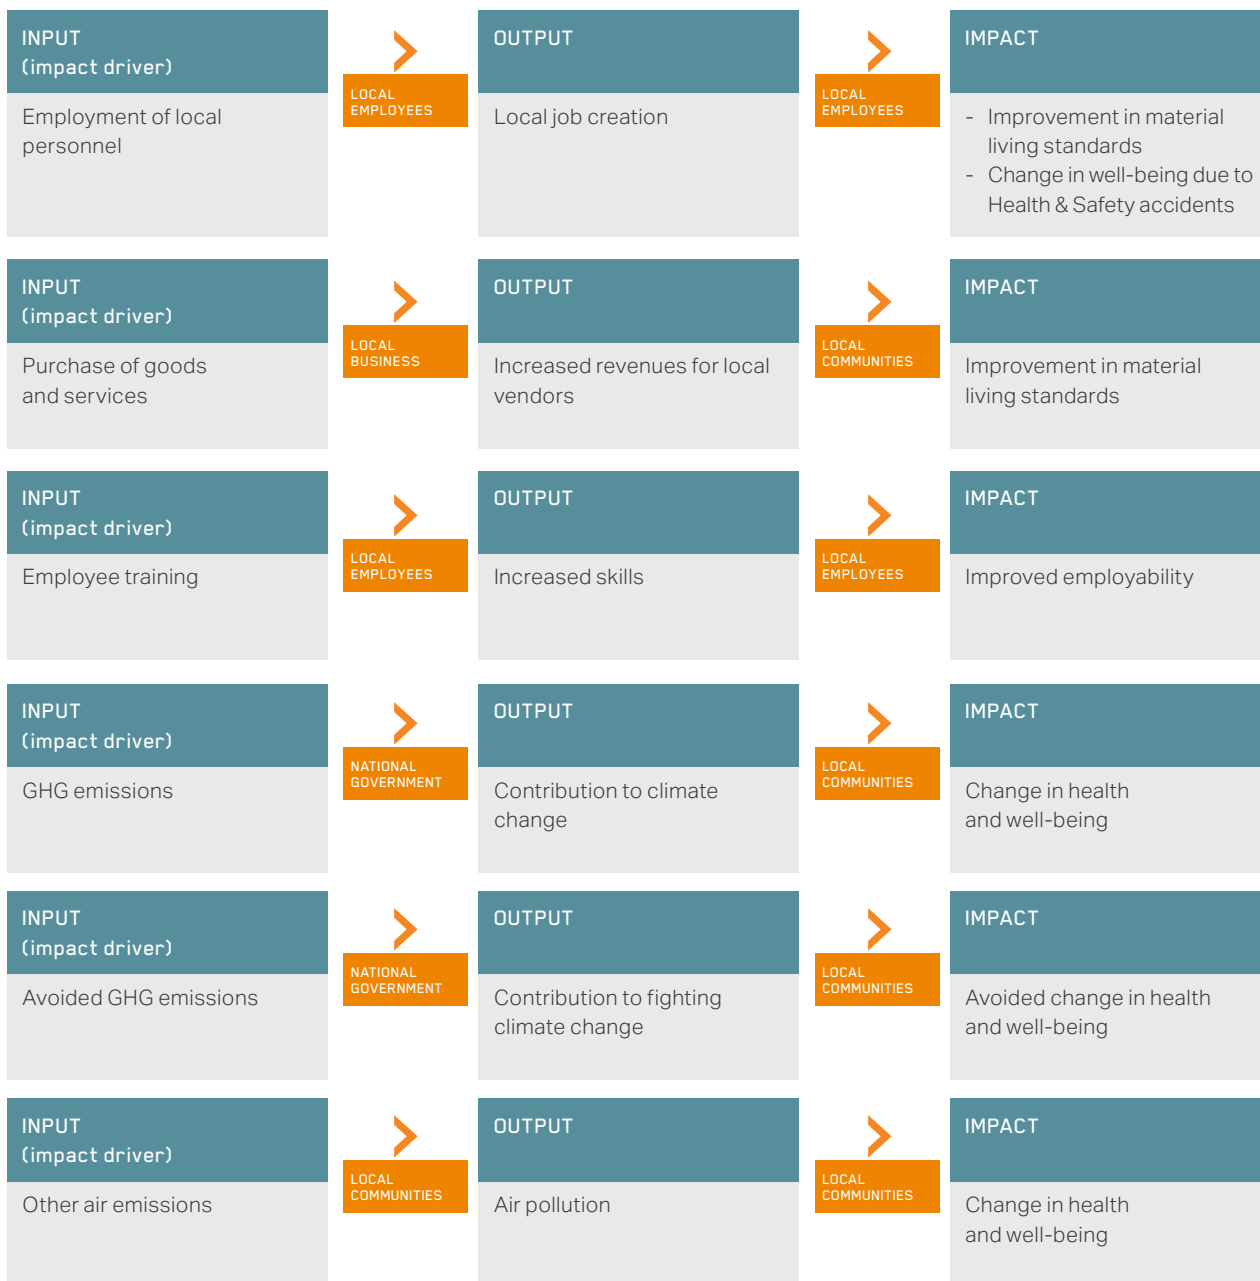 INPUT
(impact driver)
Employment of local
personnel
LOCAL
EMPLOYEES
OUTPUT
Local job creation
LOCAL
EMPLOYEES
IMPACT
- Improvement in material
living standards
- Change in well-being due to
Health & Safety accidents
INPUT
(impact driver)
Purchase of goods
and services
LOCAL
BUSINESS
OUTPUT
Increased revenues for local
vendors
LOCAL
COMMUNITIES
IMPACT
Improvement in material
living standards
INPUT
(impact driver)
Employee training
LOCAL
EMPLOYEES
OUTPUT
Increased skills
LOCAL
EMPLOYEES
IMPACT
Improved employability
INPUT
(impact driver)
GHG emissions
NATIONAL
GOVERNMENT
OUTPUT
Contribution to climate
change
LOCAL
COMMUNITIES
IMPACT
Change in health
and well-being
INPUT
(impact driver)
Avoided GHG emissions
NATIONAL
GOVERNMENT
OUTPUT
Contribution to fighting
climate change
LOCAL
COMMUNITIES
IMPACT
Avoided change in health
and well-being
INPUT
(impact driver)
Other air emissions
LOCAL
COMMUNITIES
OUTPUT
Air pollution
LOCAL
COMMUNITIES
IMPACT
Change in health
and well-being